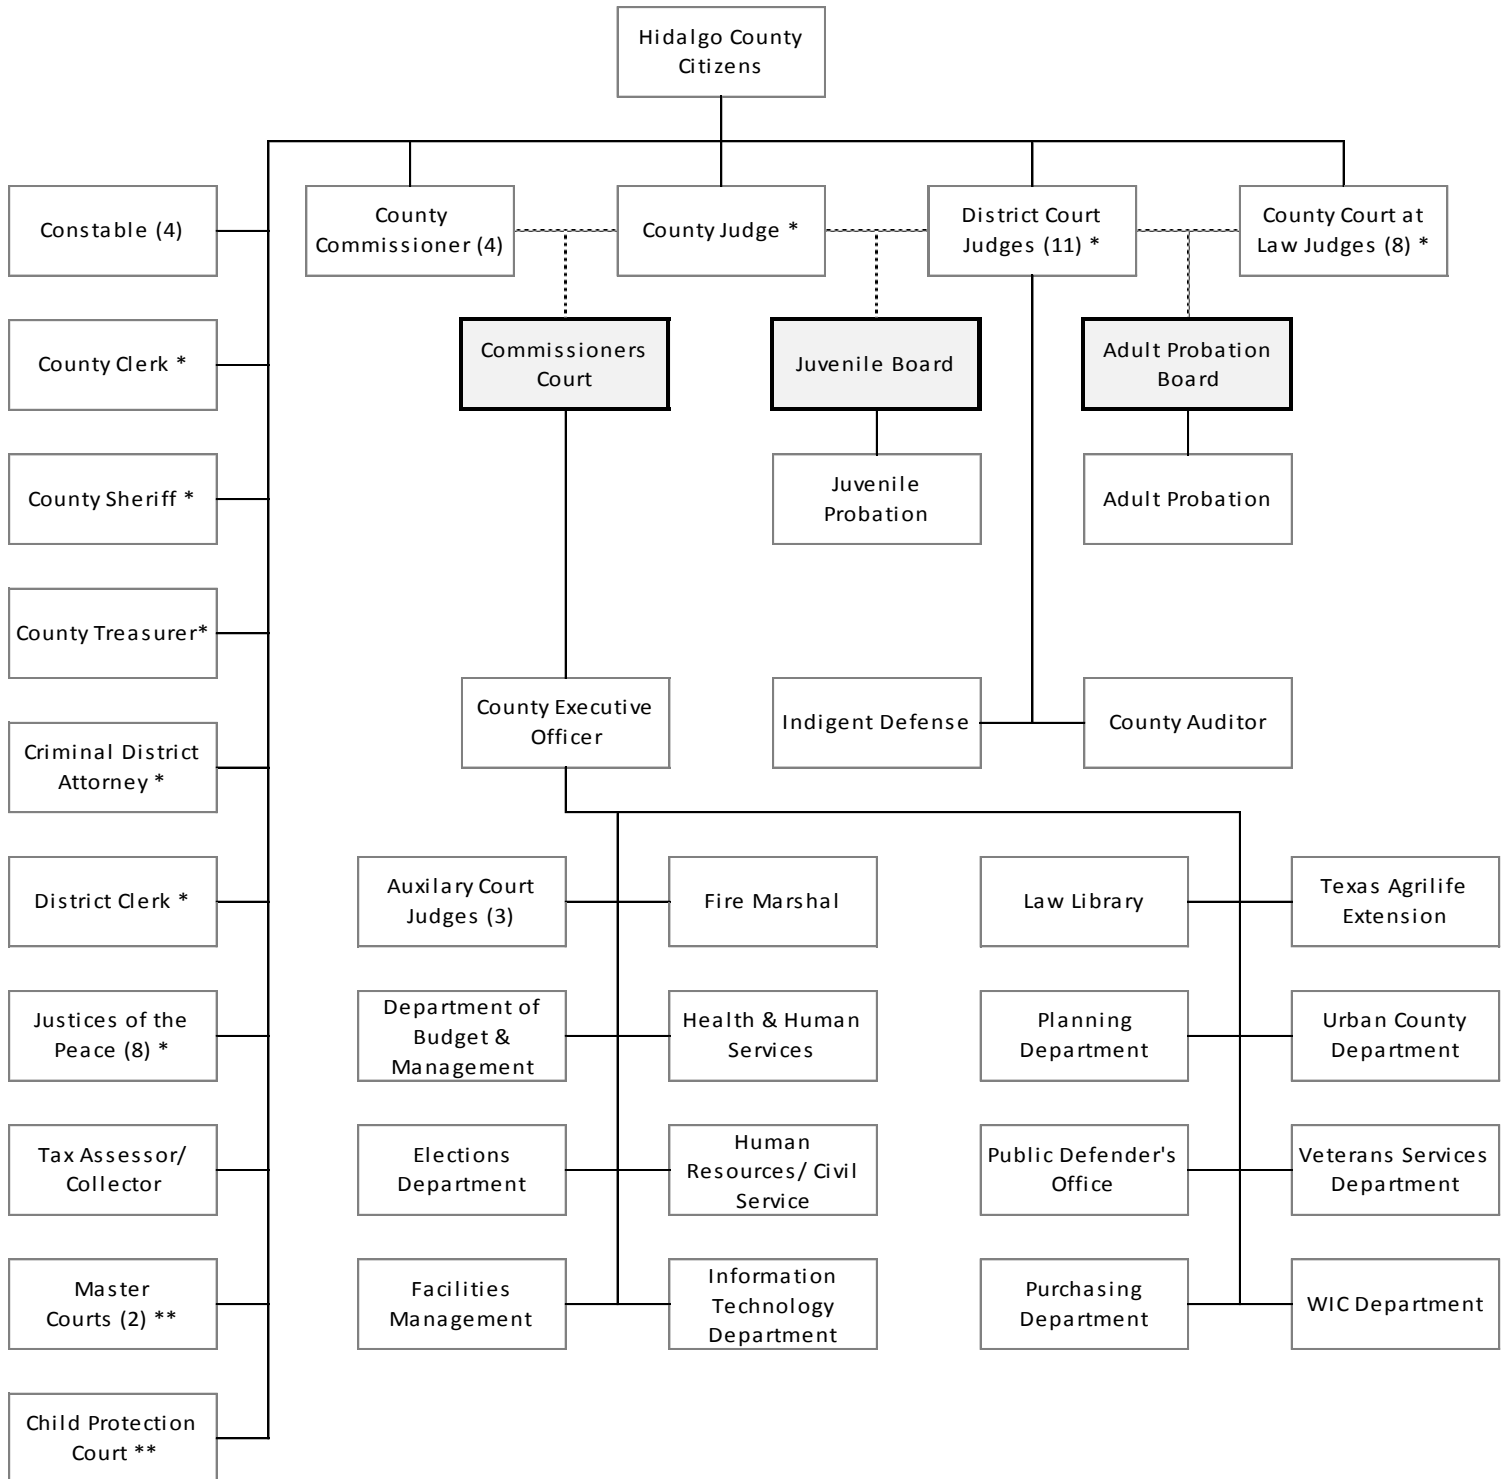 Hidalgo County
Citizens
Constable (4)
County
Commissioner (4)
County Judge *
District Court
Judges (11) *
County Court at
Law Judges (8) *
County Clerk *
Commissioners
Court
Juvenile Board
Adult Probation
Board
County Sheriff *
Juvenile
Probation
Adult Probation
County Treasurer*
Criminal District
Attorney *
County Executive
Officer
Indigent Defense
County Auditor
District Clerk *
Auxilary Court
Judges (3)
Fire Marshal
Law Library
Texas Agrilife
Extension
Justices of the
Peace (8) *
Department of
Budget &
Management
Health & Human
Services
Planning
Department
Urban County
Department
Tax Assessor/
Collector
Elections
Department
Human
Resources/ Civil
Service
Public Defender's
Office
Veterans Services
Department
Master
Courts (2) **
Facilities
Management
Information
Technology
Department
Purchasing
Department
WIC Department
Child Protection
Court **